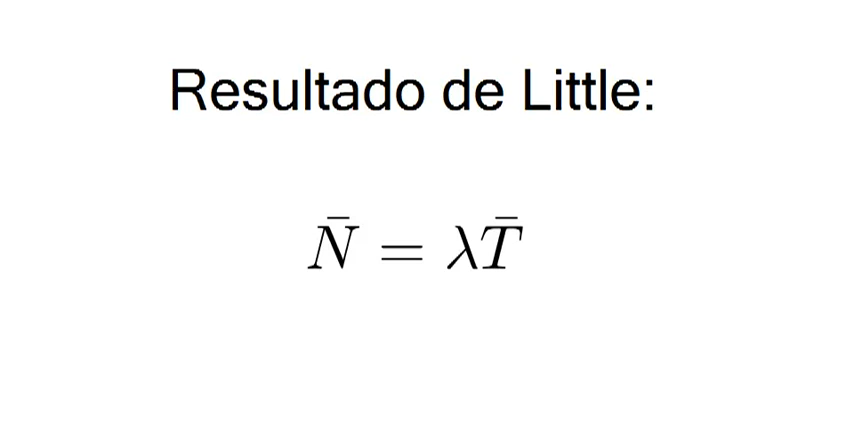 Resultado de Little:
N̄ = λT̄